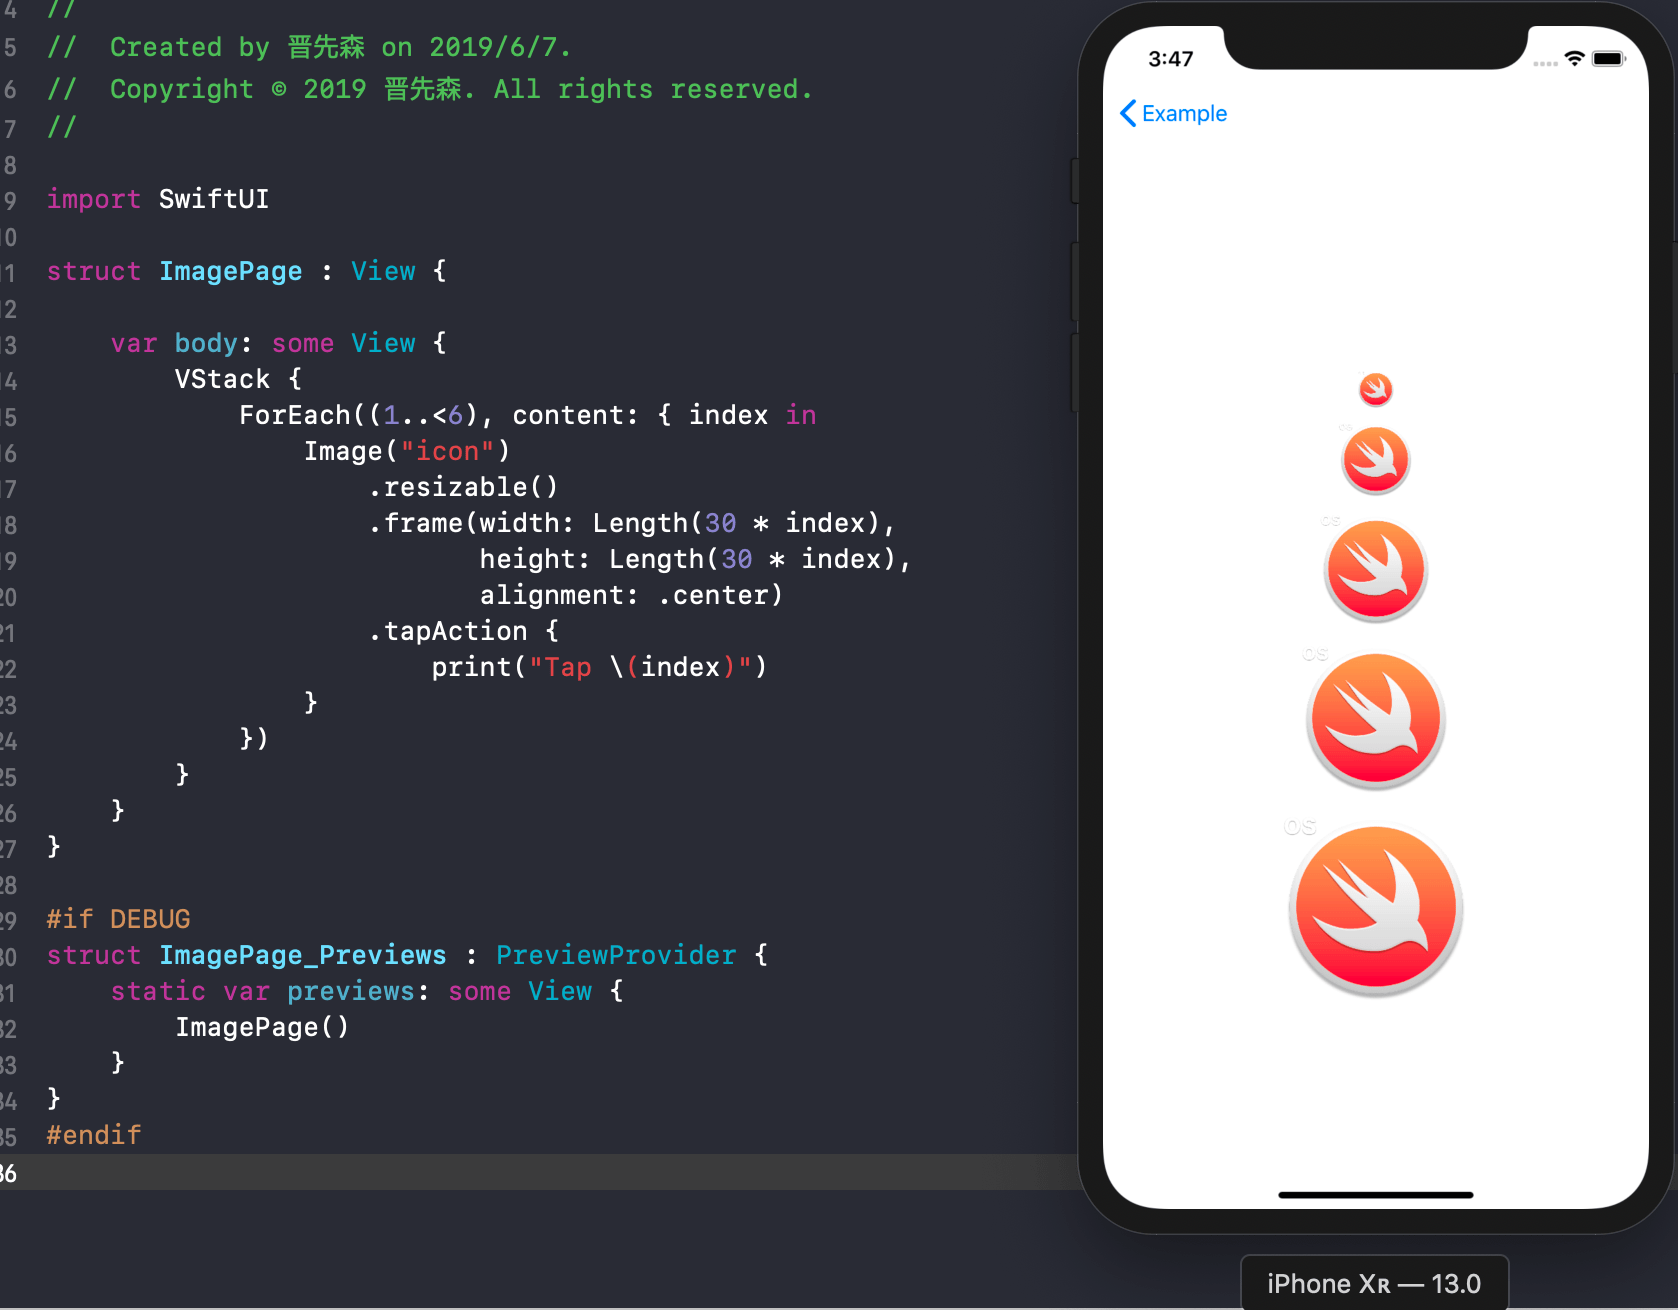 4 //
5 //  Created by 晋先森 on 2019/6/7.
6 //  Copyright © 2019 晋先森. All rights reserved.
7 //
8
9 import SwiftUI
10
11 struct ImagePage : View {
12
13     var body: some View {
14         VStack {
15             ForEach((1..<6), content: { index in
16                 Image("icon")
17                     .resizable()
18                     .frame(width: Length(30 * index),
19                            height: Length(30 * index),
20                            alignment: .center)
21                     .tapAction {
22                         print("Tap \(index)")
23                 }
24             })
25         }
26     }
27 }
28
29 #if DEBUG
30 struct ImagePage_Previews : PreviewProvider {
31     static var previews: some View {
32         ImagePage()
33     }
34 }
35 #endif
36
3:47
Example
OS
OS
OS
iPhone XR — 13.0